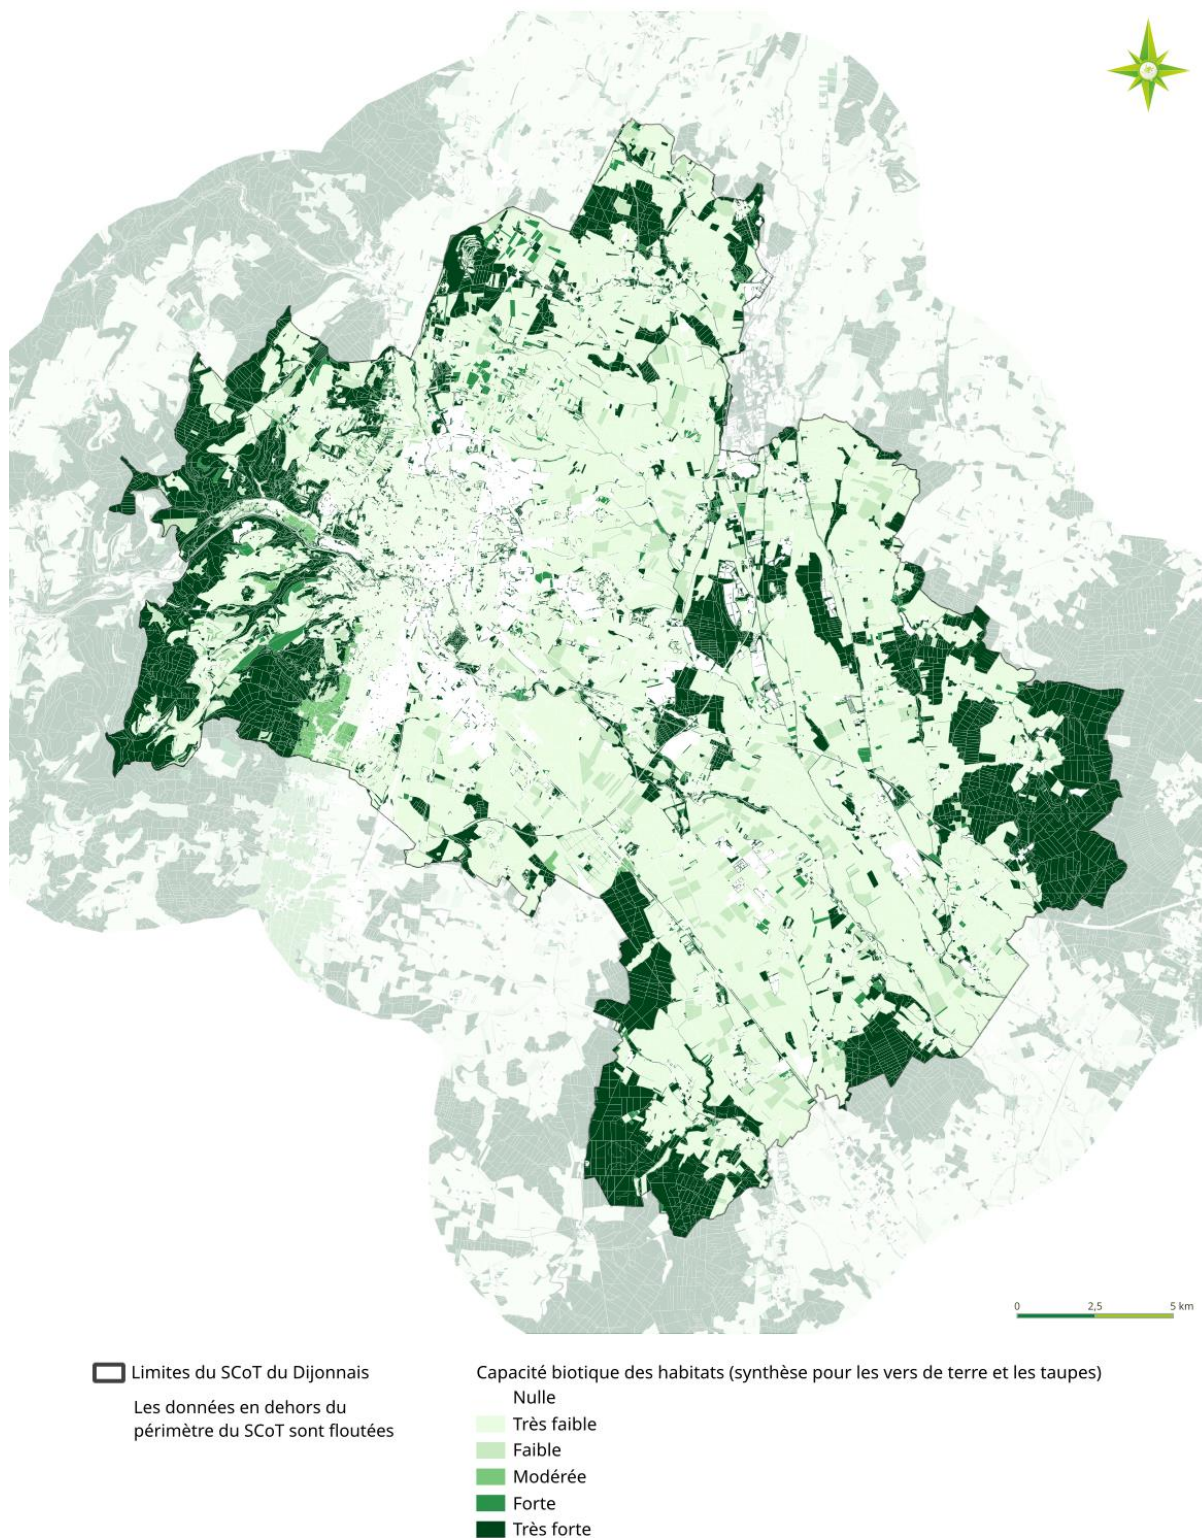 0 2,5 5 km
Limites du SCoT du Dijonnais
Les données en dehors du
périmètre du SCoT sont floutées
Capacité biotique des habitats (synthèse pour les vers de terre et les taupes)
Nulle
Très faible
Faible
Modérée
Forte
Très forte